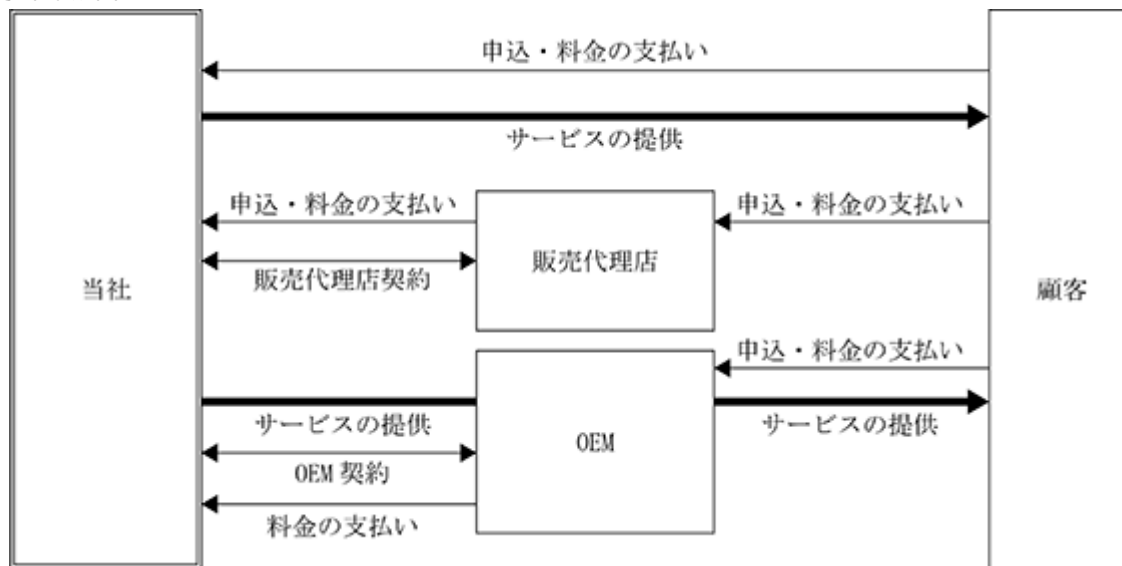 申込・料金の支払い
サービスの提供
申込・料金の支払い
申込・料金の支払い
販売代理店契約
販売代理店
当社
顧客
申込・料金の支払い
サービスの提供
サービスの提供
OEM
OEM 契約
料金の支払い